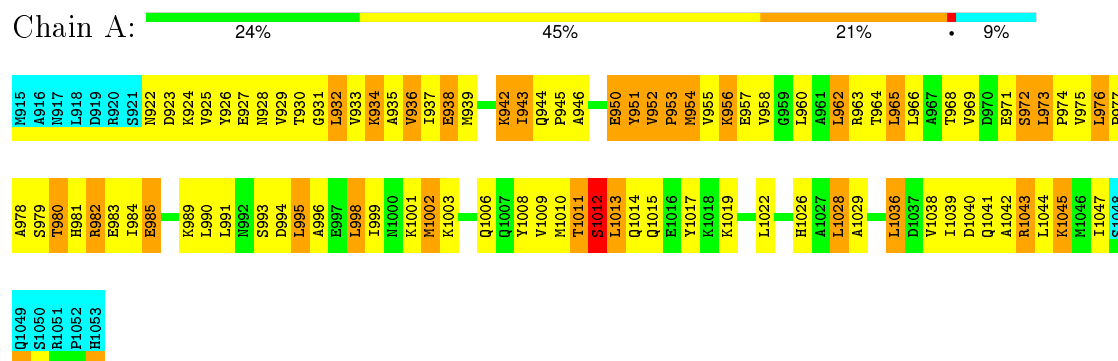 Chain A:
24% 45% 21% • 9%
M915 A916 N917 L918 D919 R920 S921 N922 D923 K924 V925 Y926 E927 N928 V929 T930 G931 L932 V933 K934 A935 V936 I937 E938 M939 K942 I943 Q944 P945 A946 E950 Y951 V952 P953 M954 V955 K956 E957 V958 G959 L960 A961 L962 R963 T964 L965 L966 A967 T968 V969 D970 E971 S972 L973 P974 V975 L976 P977
A978 S979 T980 H981 R982 E983 I984 E985 K989 L990 L991 N992 S993 D994 L995 A996 E997 L998 I999 N1000 K1001 M1002 K1003 Q1006 Q1007 Y1008 V1009 M1010 T1011 S1012 L1013 Q1014 Q1015 E1016 Y1017 K1018 K1019 L1022 H1026 A1027 L1028 A1029 L1036 D1037 V1038 I1039 D1040 Q1041 A1042 R1043 L1044 K1045 M1046 I1047 S1048
Q1049 S1050 R1051 P1052 H1053